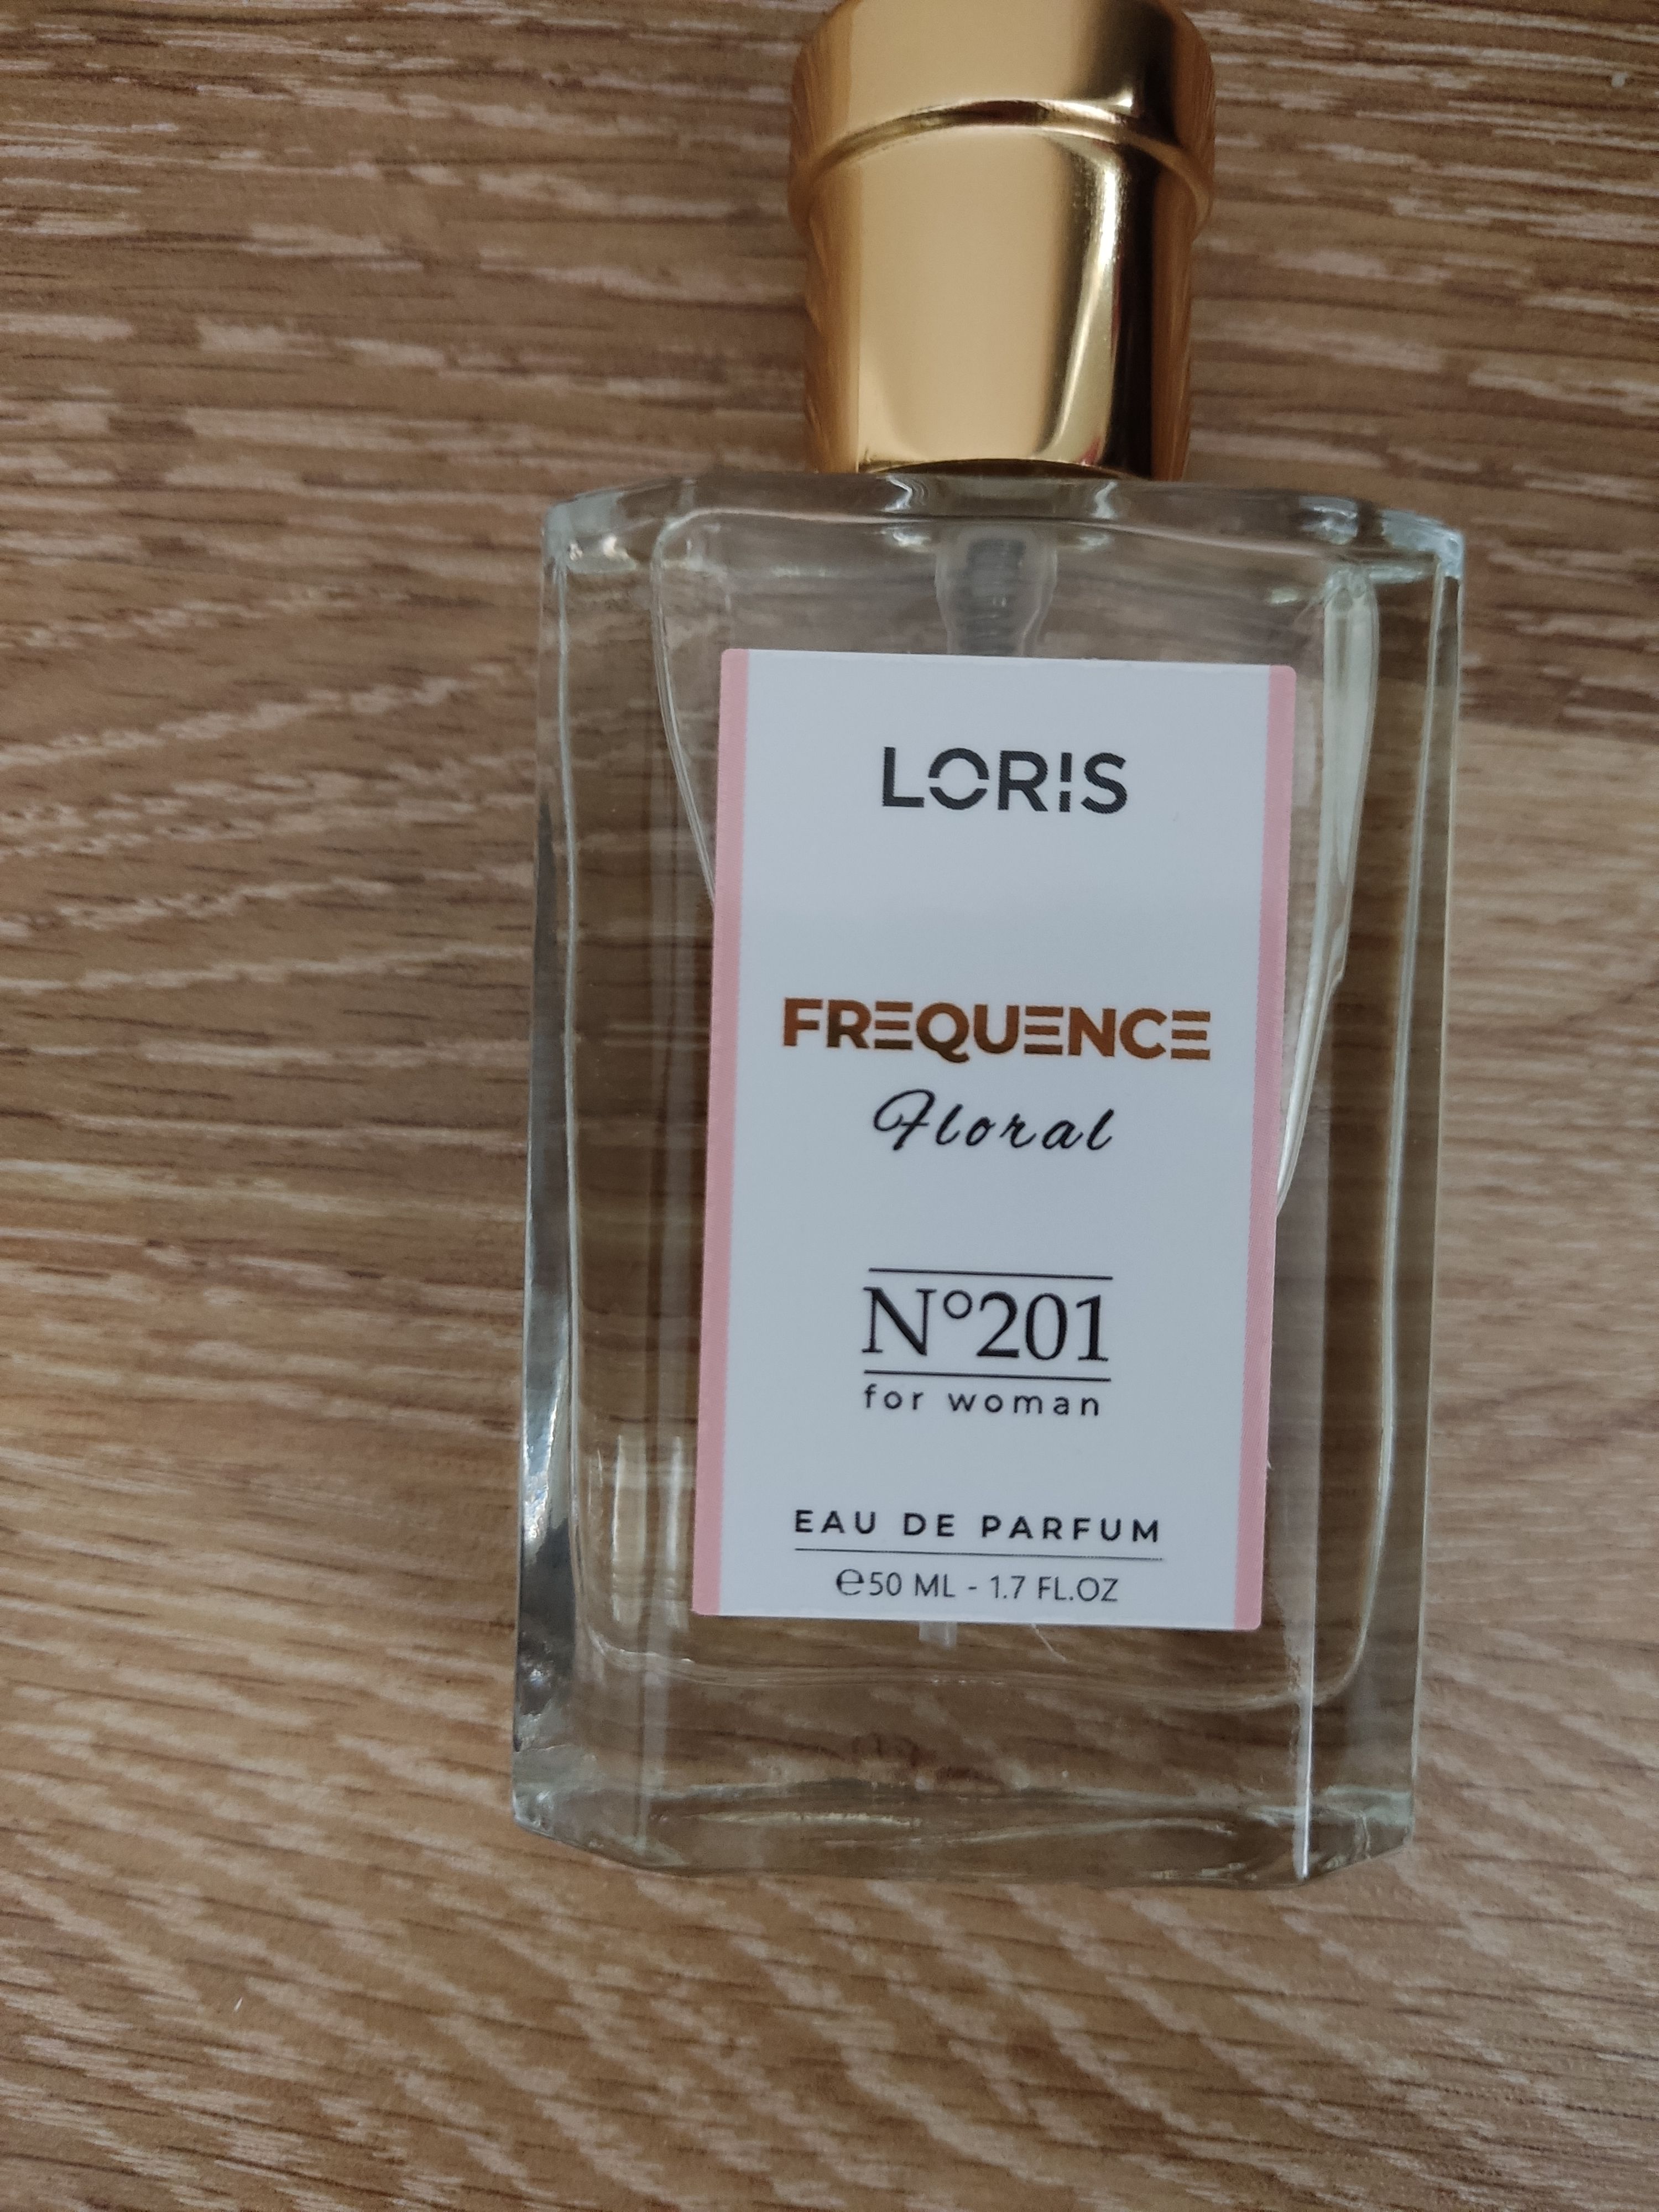 LORIS
FREQUENCE
Floral
N°201
for woman
EAU DE PARFUM
℮50 ML - 1.7 FL.OZ